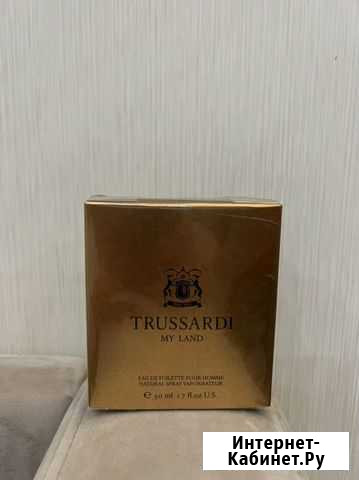 TRUSSARDI
MY LAND
EAU DE TOILETTE POUR HOMME
NATURAL SPRAY VAPORISATEUR
℮ 50 ml 1.7 fl.oz U.S.
Интернет-
Кабинет.Ру